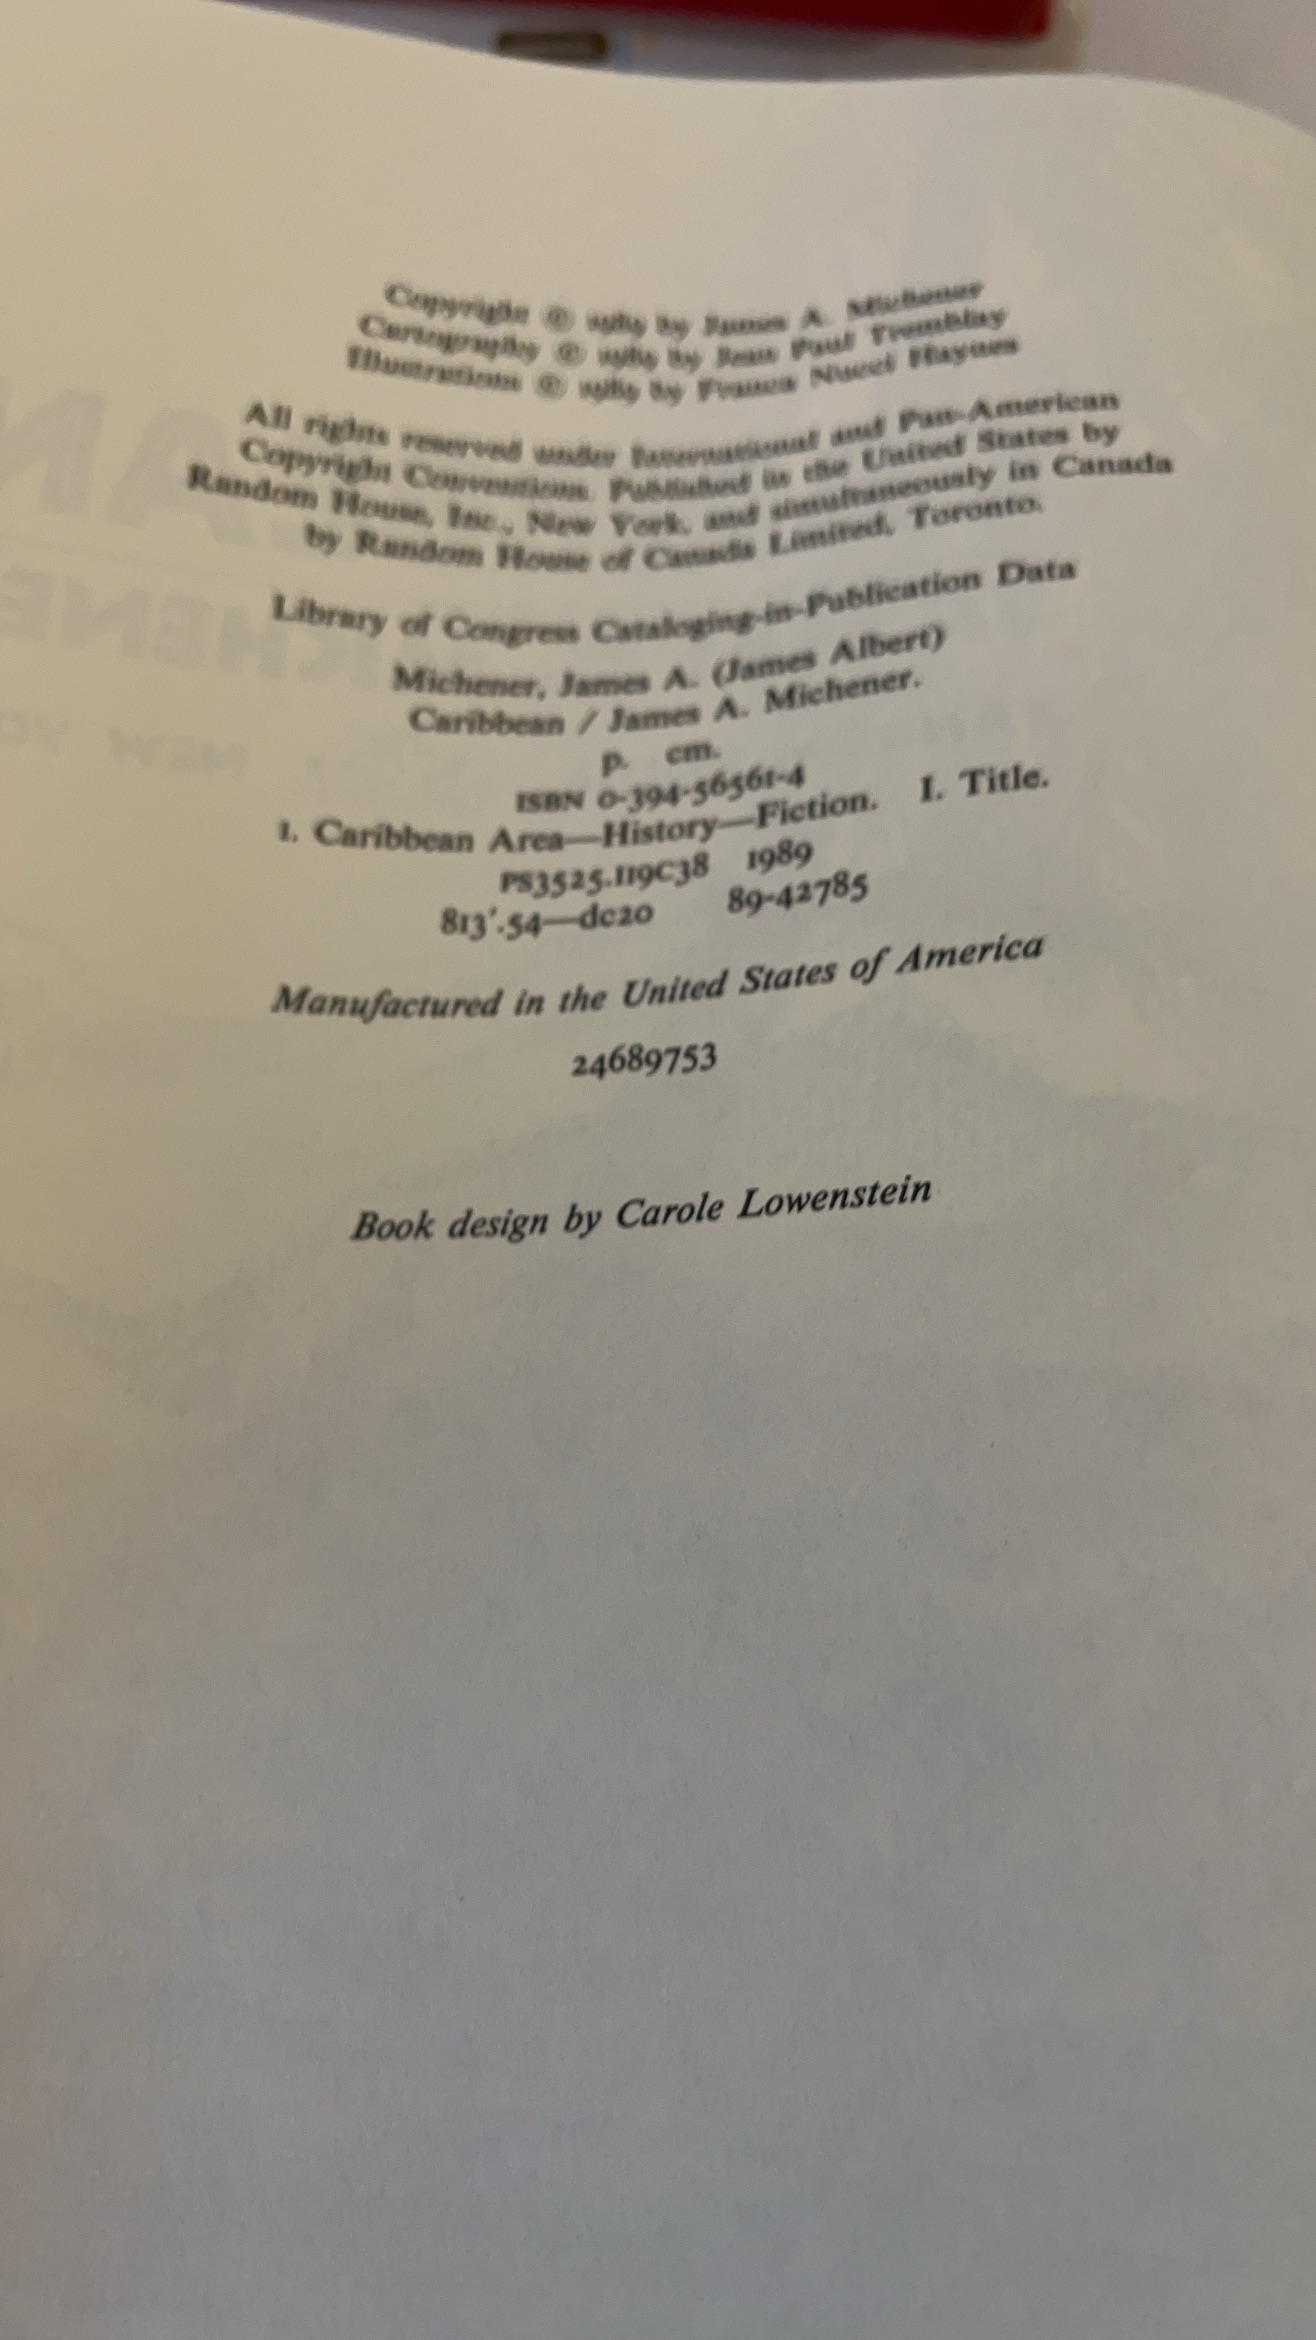 Copyright © by James A. Michener
Cartography © by Jean Paul Tremblay
Illustrations © by Franca Nucci Haynes
All rights reserved under International and Pan-American
Copyright Conventions. Published in the United States by
Random House, Inc., New York, and simultaneously in Canada
by Random House of Canada Limited, Toronto.
Library of Congress Cataloging-in-Publication Data
Michener, James A. (James Albert)
Caribbean / James A. Michener.
p. cm.
ISBN 0-394-56561-4
1. Caribbean Area—History—Fiction. I. Title.
PS3525.I19C38 1989
813'.54—dc20 89-42785
Manufactured in the United States of America
24689753
Book design by Carole Lowenstein